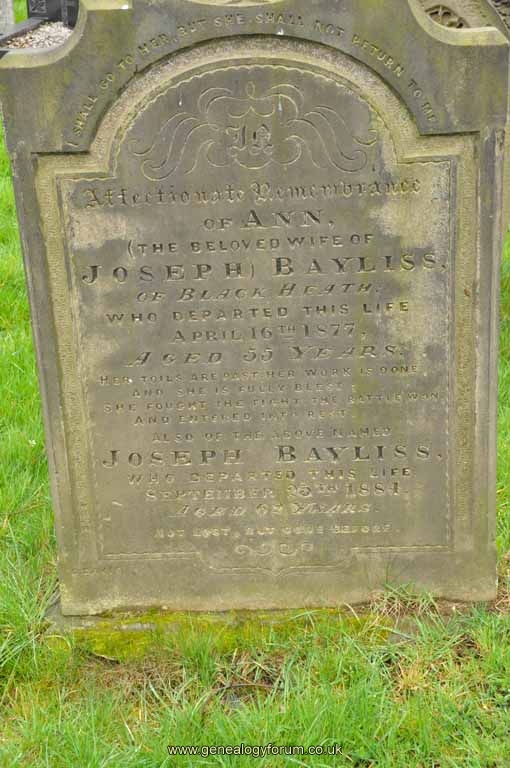 I SHALL GO TO HER, BUT SHE SHALL NOT RETURN TO ME.
IN
Affectionate Remembrance
OF ANN,
(THE BELOVED WIFE OF
JOSEPH) BAYLISS,
OF BLACK HEATH,
WHO DEPARTED THIS LIFE
APRIL 16TH 1877,
AGED 55 YEARS.
HER TOILS ARE PAST HER WORK IS DONE
AND SHE IS FULLY BLEST;
SHE FOUGHT THE FIGHT THE BATTLE WON,
AND ENTERED INTO REST.
ALSO OF THE ABOVE NAMED
JOSEPH BAYLISS,
WHO DEPARTED THIS LIFE
SEPTEMBER 1881,
AGED YEARS.
NOT LOST, BUT GONE BEFORE.
www.genealogyforum.co.uk